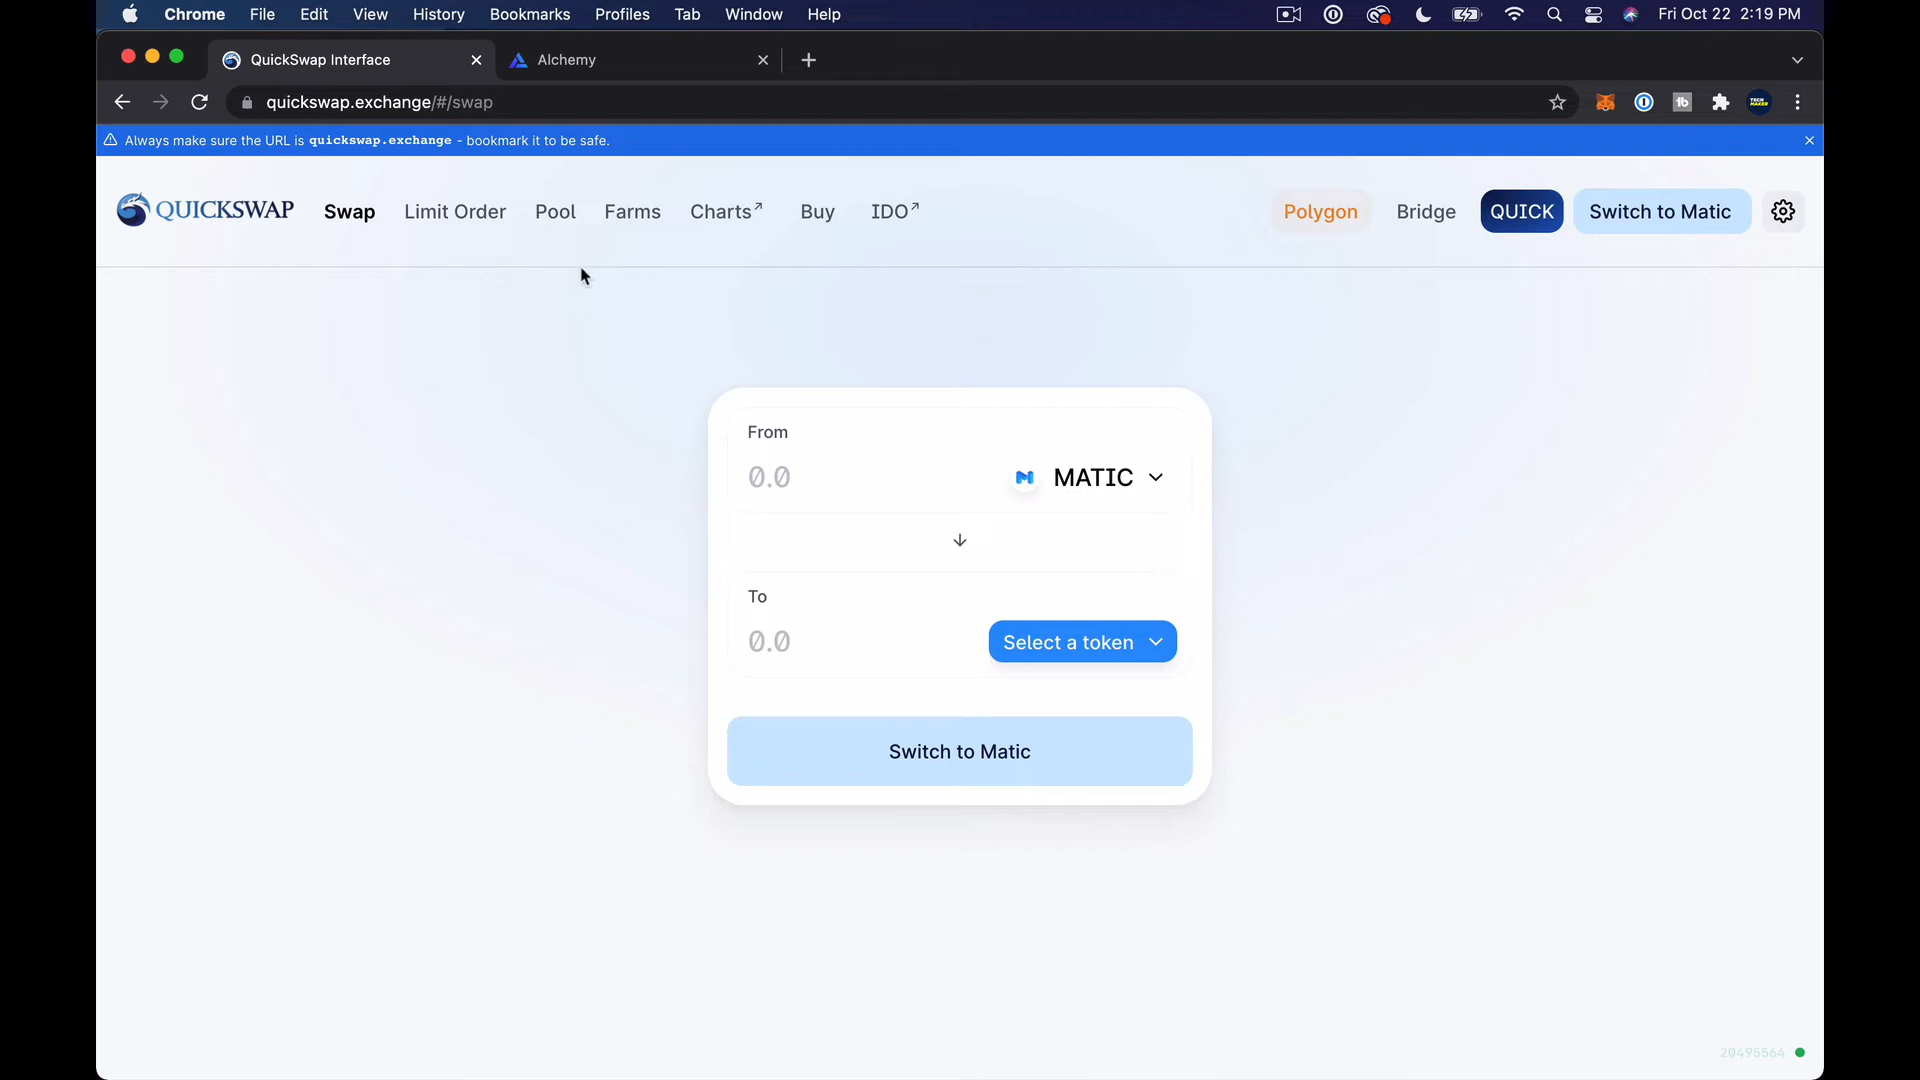 Chrome File Edit View History Bookmarks Profiles Tab Window Help Fri Oct 22 2:19 PM
QuickSwap Interface Alchemy
quickswap.exchange/#/swap
TECH MAKER
Always make sure the URL is quickswap.exchange - bookmark it to be safe.
QUICKSWAP Swap Limit Order Pool Farms Charts↗ Buy IDO↗ Polygon Bridge QUICK Switch to Matic
From
0.0 MATIC
To
0.0 Select a token
Switch to Matic
20495564